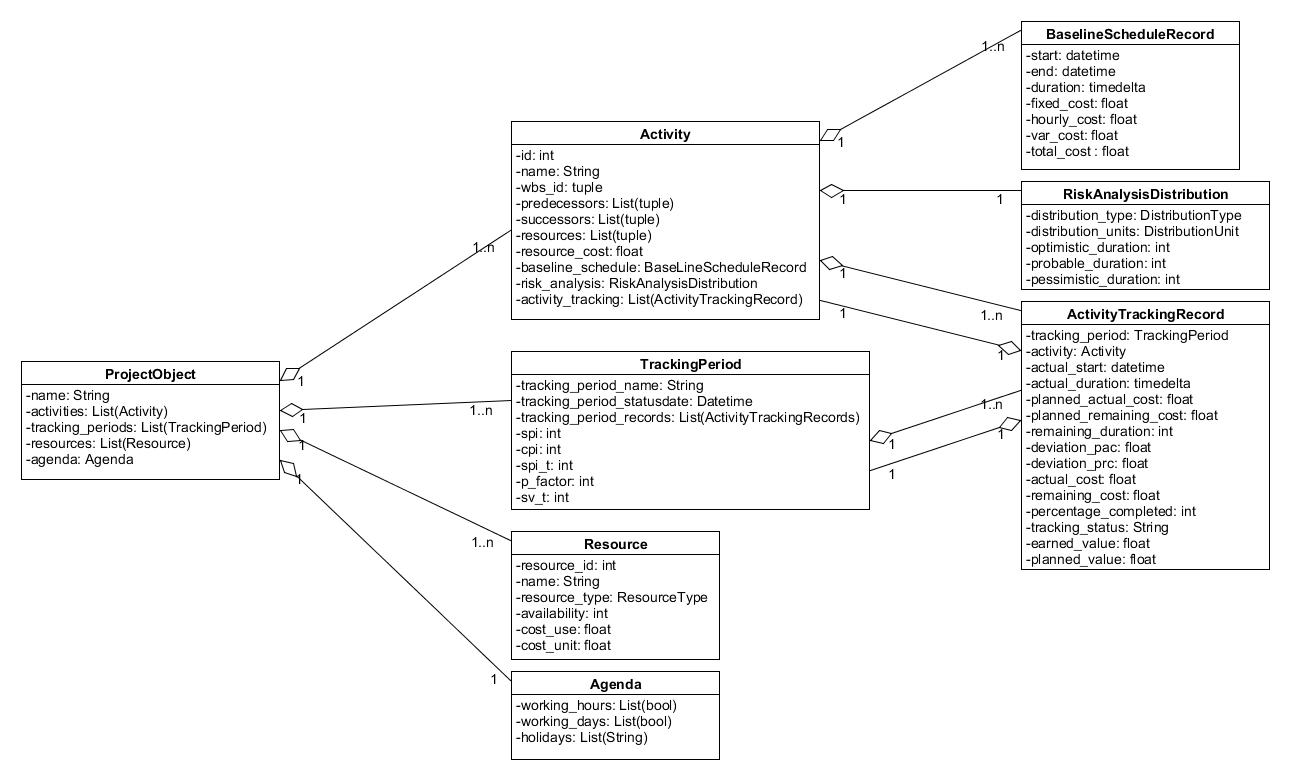 BaselineScheduleRecord
-start: datetime
-end: datetime
-duration: timedelta
-fixed_cost: float
-hourly_cost: float
-var_cost: float
-total_cost : float
1..n
1
Activity
-id: int
-name: String
-wbs_id: tuple
-predecessors: List(tuple)
-successors: List(tuple)
-resources: List(tuple)
-resource_cost: float
-baseline_schedule: BaseLineScheduleRecord
-risk_analysis: RiskAnalysisDistribution
-activity_tracking: List(ActivityTrackingRecord)
1
1
RiskAnalysisDistribution
-distribution_type: DistributionType
-distribution_units: DistributionUnit
-optimistic_duration: int
-probable_duration: int
-pessimistic_duration: int
1
1..n
1
1
ActivityTrackingRecord
-tracking_period: TrackingPeriod
-activity: Activity
-actual_start: datetime
-actual_duration: timedelta
-planned_actual_cost: float
-planned_remaining_cost: float
-remaining_duration: int
-deviation_pac: float
-deviation_prc: float
-actual_cost: float
-remaining_cost: float
-percentage_completed: int
-tracking_status: String
-earned_value: float
-planned_value: float
1..n
1
1
1
ProjectObject
-name: String
-activities: List(Activity)
-tracking_periods: List(TrackingPeriod)
-resources: List(Resource)
-agenda: Agenda
1
1..n
1
1..n
1
1..n
1
1
TrackingPeriod
-tracking_period_name: String
-tracking_period_statusdate: Datetime
-tracking_period_records: List(ActivityTrackingRecords)
-spi: int
-cpi: int
-spi_t: int
-p_factor: int
-sv_t: int
Resource
-resource_id: int
-name: String
-resource_type: ResourceType
-availability: int
-cost_use: float
-cost_unit: float
Agenda
-working_hours: List(bool)
-working_days: List(bool)
-holidays: List(String)